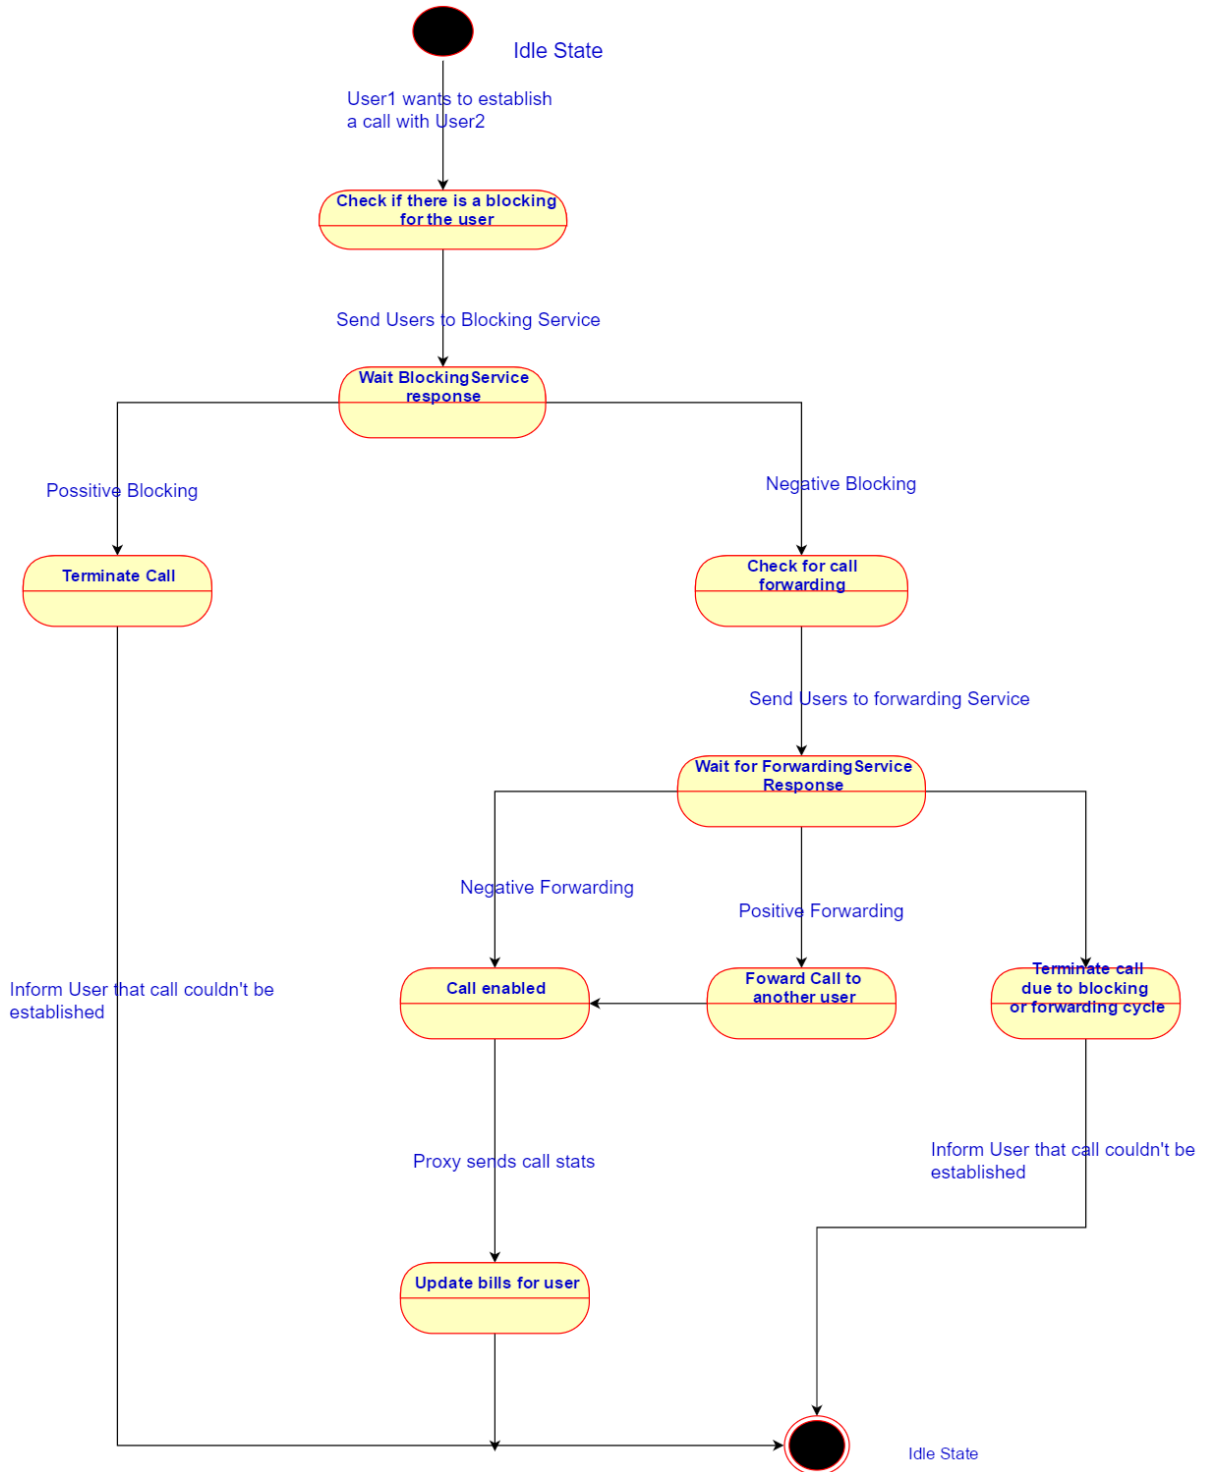 Idle State
User1 wants to establish
a call with User2
Check if there is a blocking
for the user
Send Users to Blocking Service
Wait BlockingService
response
Possitive Blocking
Negative Blocking
Terminate Call
Check for call
forwarding
Send Users to forwarding Service
Wait for ForwardingService
Response
Negative Forwarding
Positive Forwarding
Call enabled
Foward Call to
another user
Terminate call
due to blocking
or forwarding cycle
Inform User that call couldn't be
established
Proxy sends call stats
Inform User that call couldn't be
established
Update bills for user
Idle State